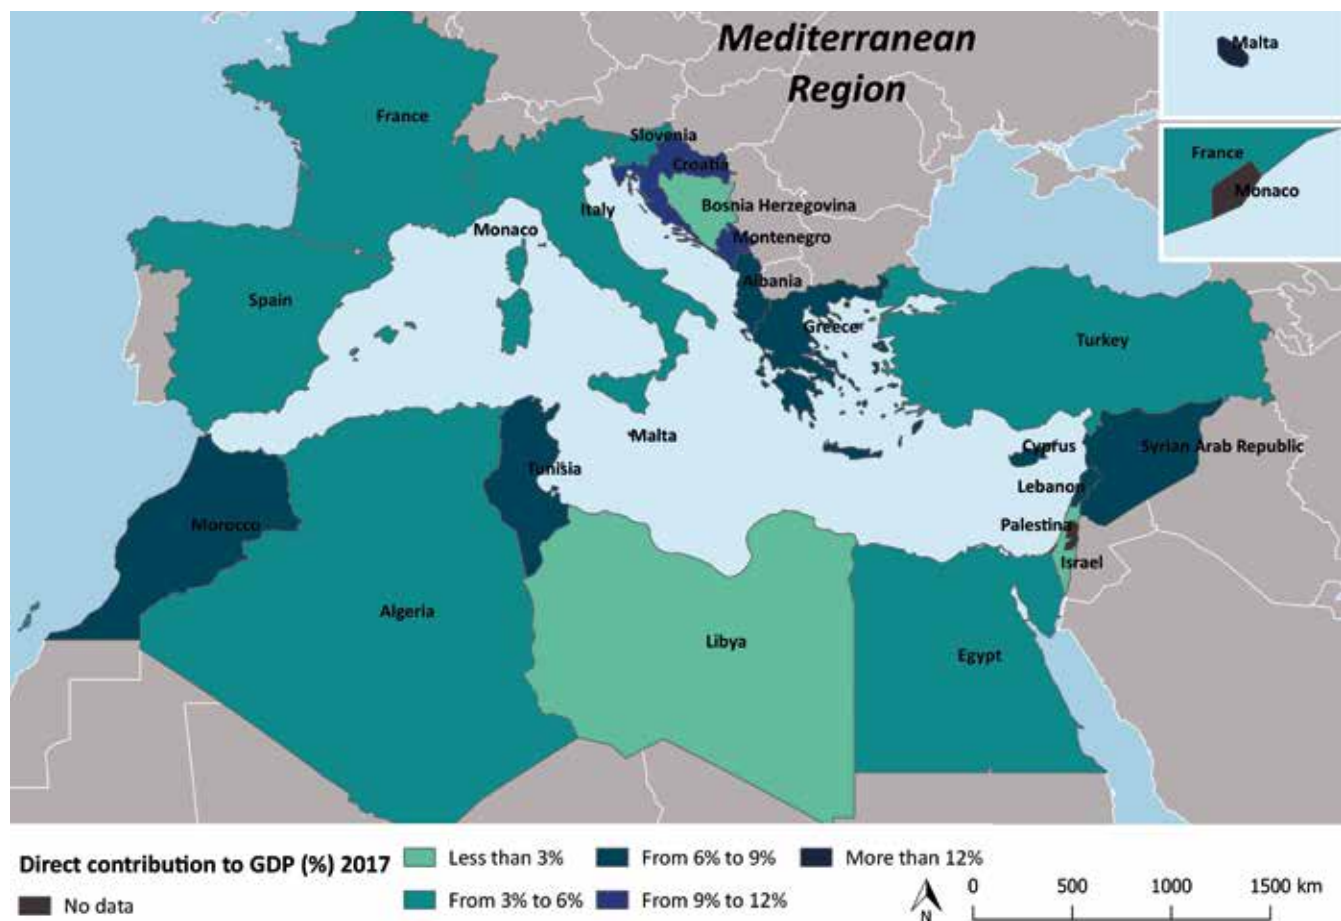 Mediterranean
Region
Malta
France
Monaco
France
Slovenia
Croatia
Bosnia Herzegovina
Italy
Monaco
Montenegro
Albania
Spain
Greece
Turkey
Malta
Cyprus
Syrian Arab Republic
Tunisia
Lebanon
Morocco
Palestina
Israel
Algeria
Libya
Egypt
Direct contribution to GDP (%) 2017
Less than 3%
From 6% to 9%
More than 12%
No data
From 3% to 6%
From 9% to 12%
N
0 500 1000 1500 km